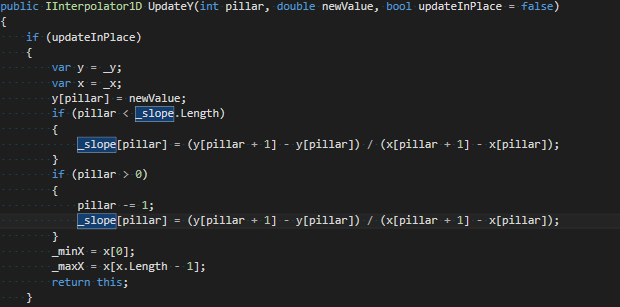 public IInterpolator1D UpdateY(int pillar, double newValue, bool updateInPlace = false)
{
    if (updateInPlace)
    {
        var y = _y;
        var x = _x;
        y[pillar] = newValue;
        if (pillar < _slope.Length)
        {
            _slope[pillar] = (y[pillar + 1] - y[pillar]) / (x[pillar + 1] - x[pillar]);
        }
        if (pillar > 0)
        {
            pillar -= 1;
            _slope[pillar] = (y[pillar + 1] - y[pillar]) / (x[pillar + 1] - x[pillar]);
        }
        _minX = x[0];
        _maxX = x[x.Length - 1];
        return this;
    }